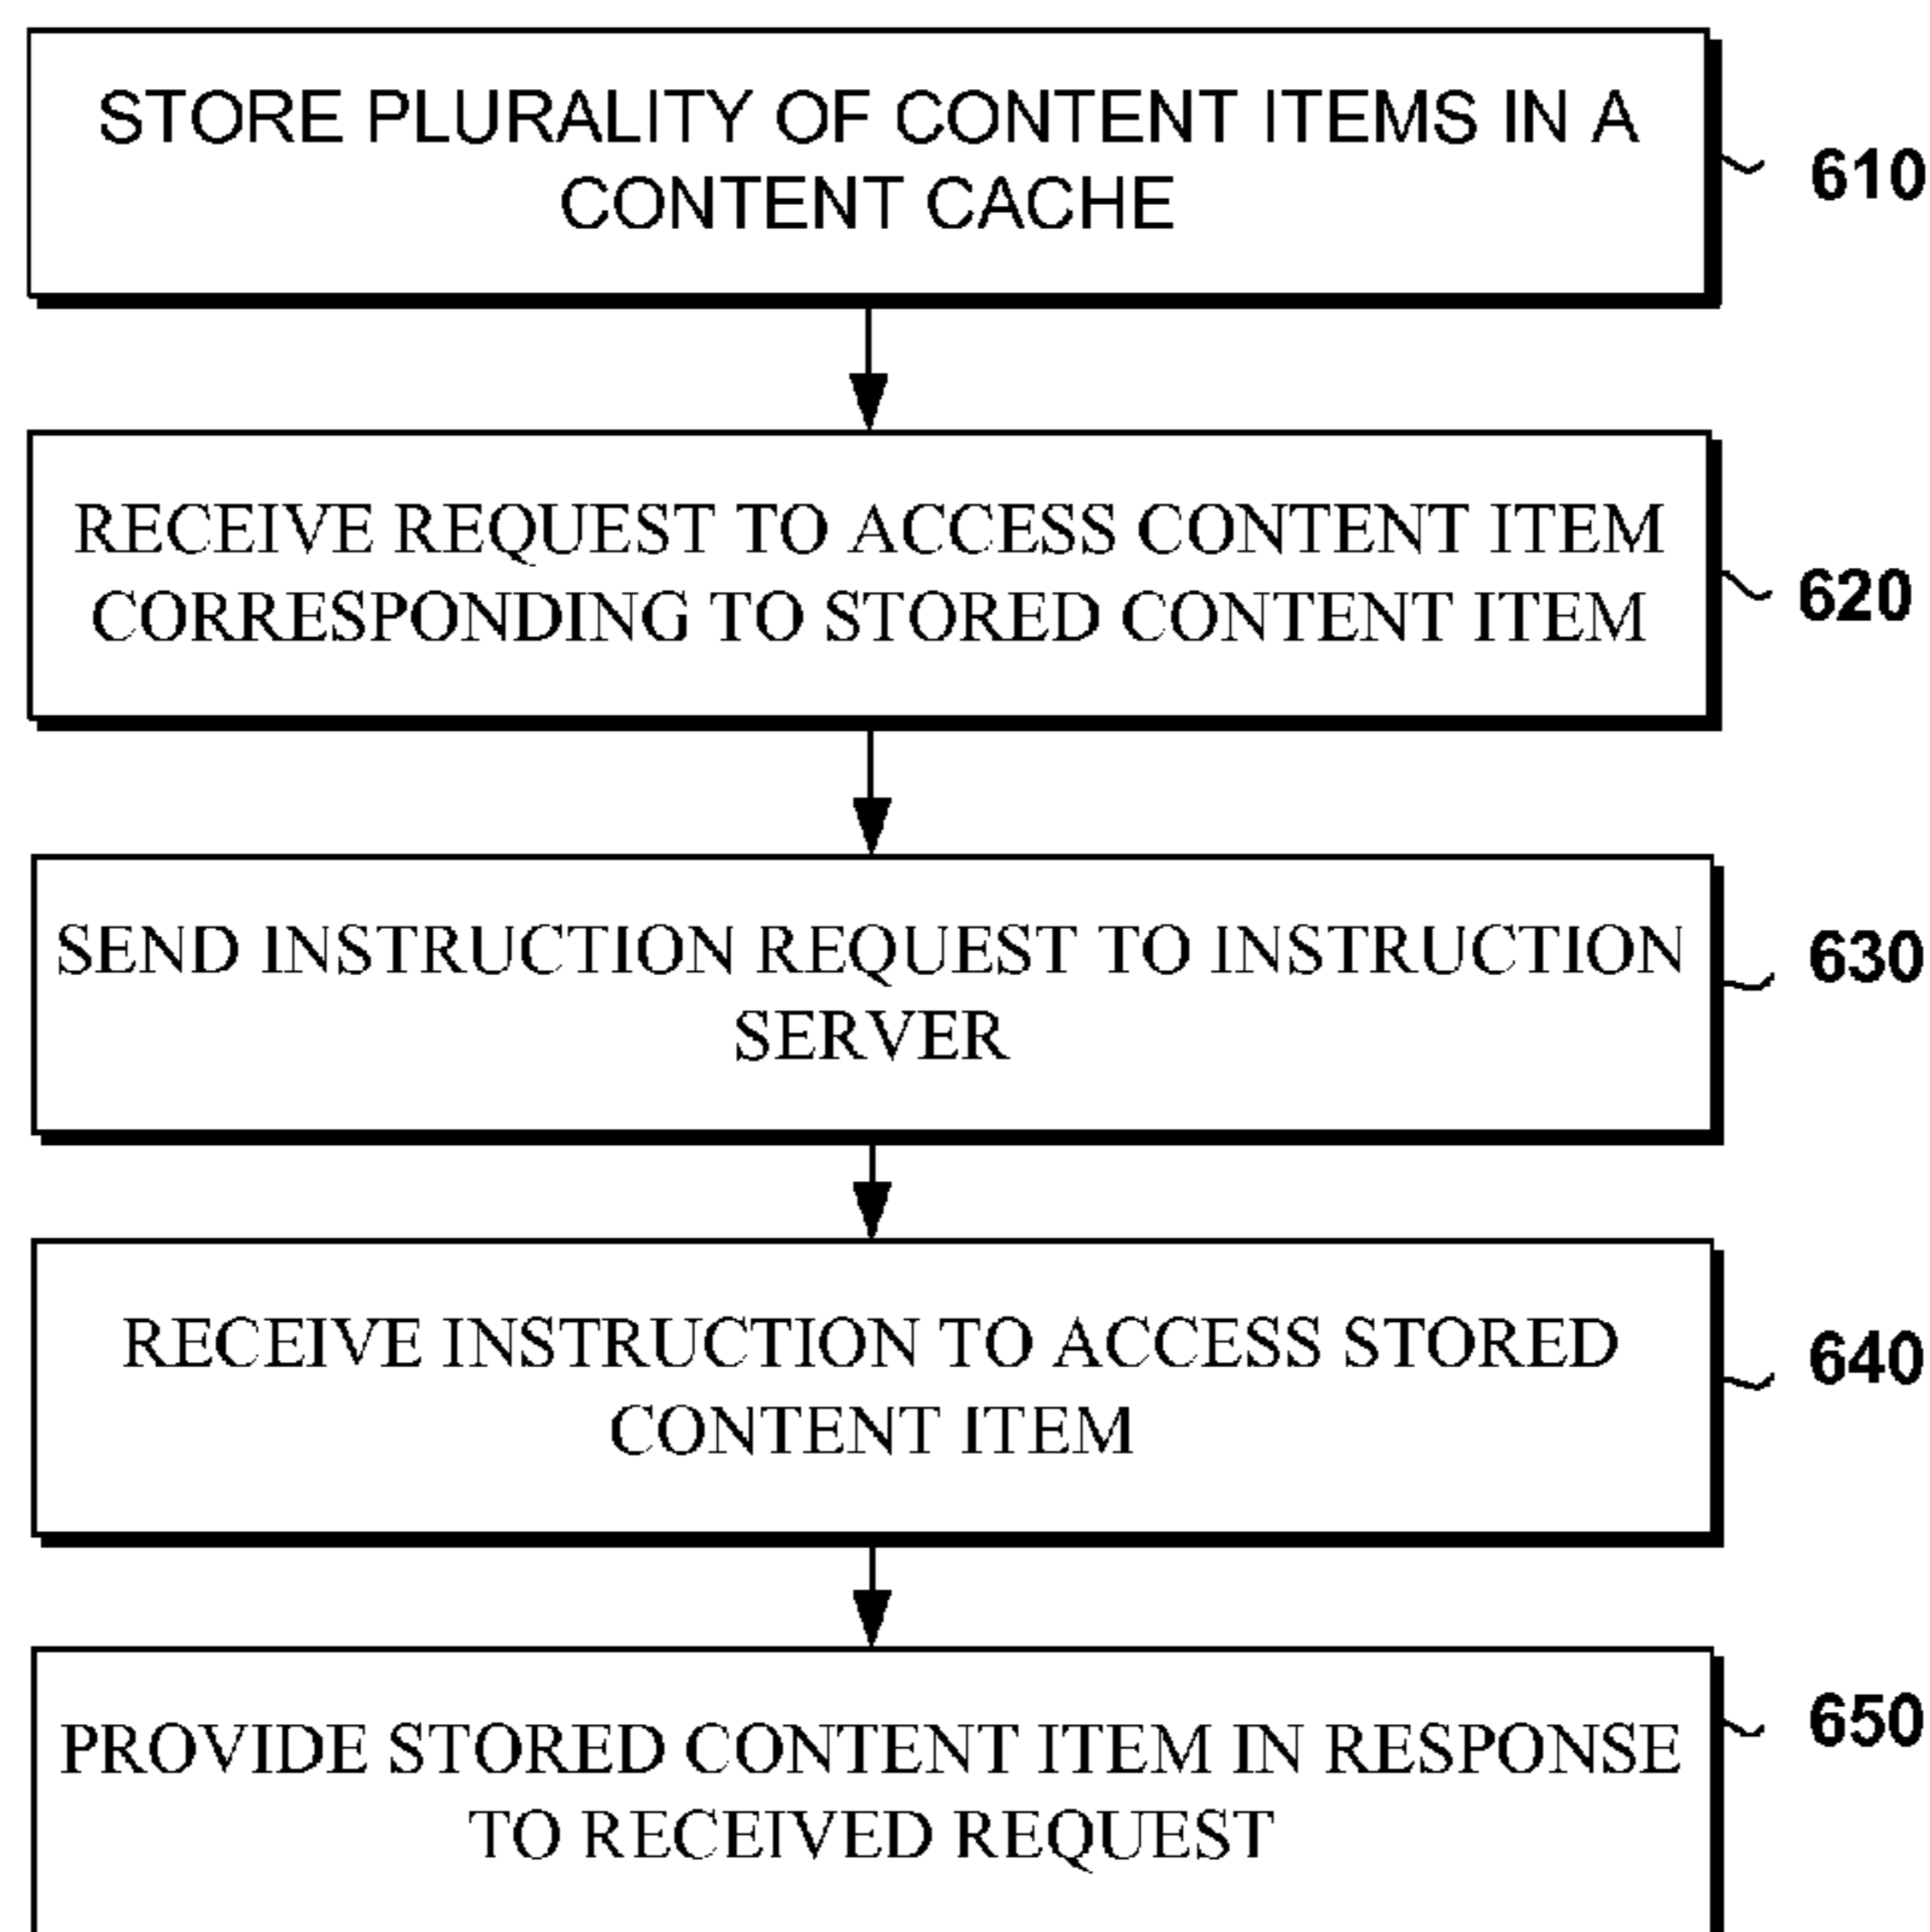 STORE PLURALITY OF CONTENT ITEMS IN A
CONTENT CACHE
610
RECEIVE REQUEST TO ACCESS CONTENT ITEM
CORRESPONDING TO STORED CONTENT ITEM
620
SEND INSTRUCTION REQUEST TO INSTRUCTION
SERVER
630
RECEIVE INSTRUCTION TO ACCESS STORED
CONTENT ITEM
640
PROVIDE STORED CONTENT ITEM IN RESPONSE
TO RECEIVED REQUEST
650